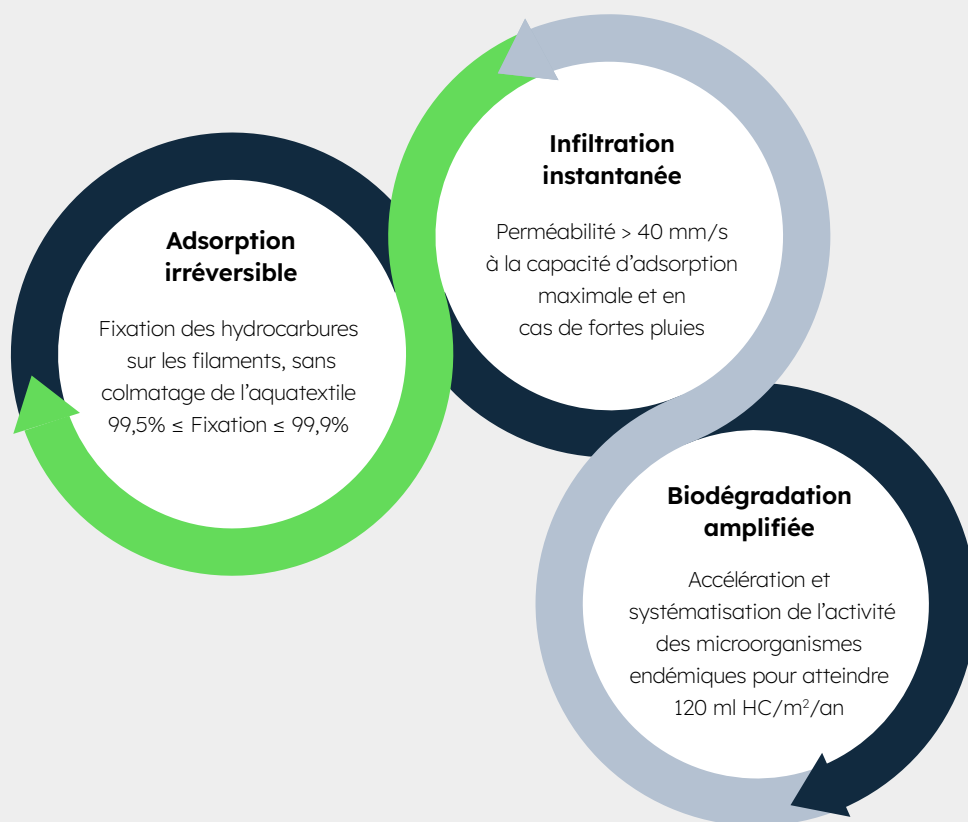 Adsorption
irréversible
Fixation des hydrocarbures
sur les filaments, sans
colmatage de l’aquatextile
99,5% ≤ Fixation ≤ 99,9%
Infiltration
instantanée
Perméabilité > 40 mm/s
à la capacité d’adsorption
maximale et en
cas de fortes pluies
Biodégradation
amplifiée
Accélération et
systématisation de l’activité
des microorganismes
endémiques pour atteindre
120 ml HC/m²/an